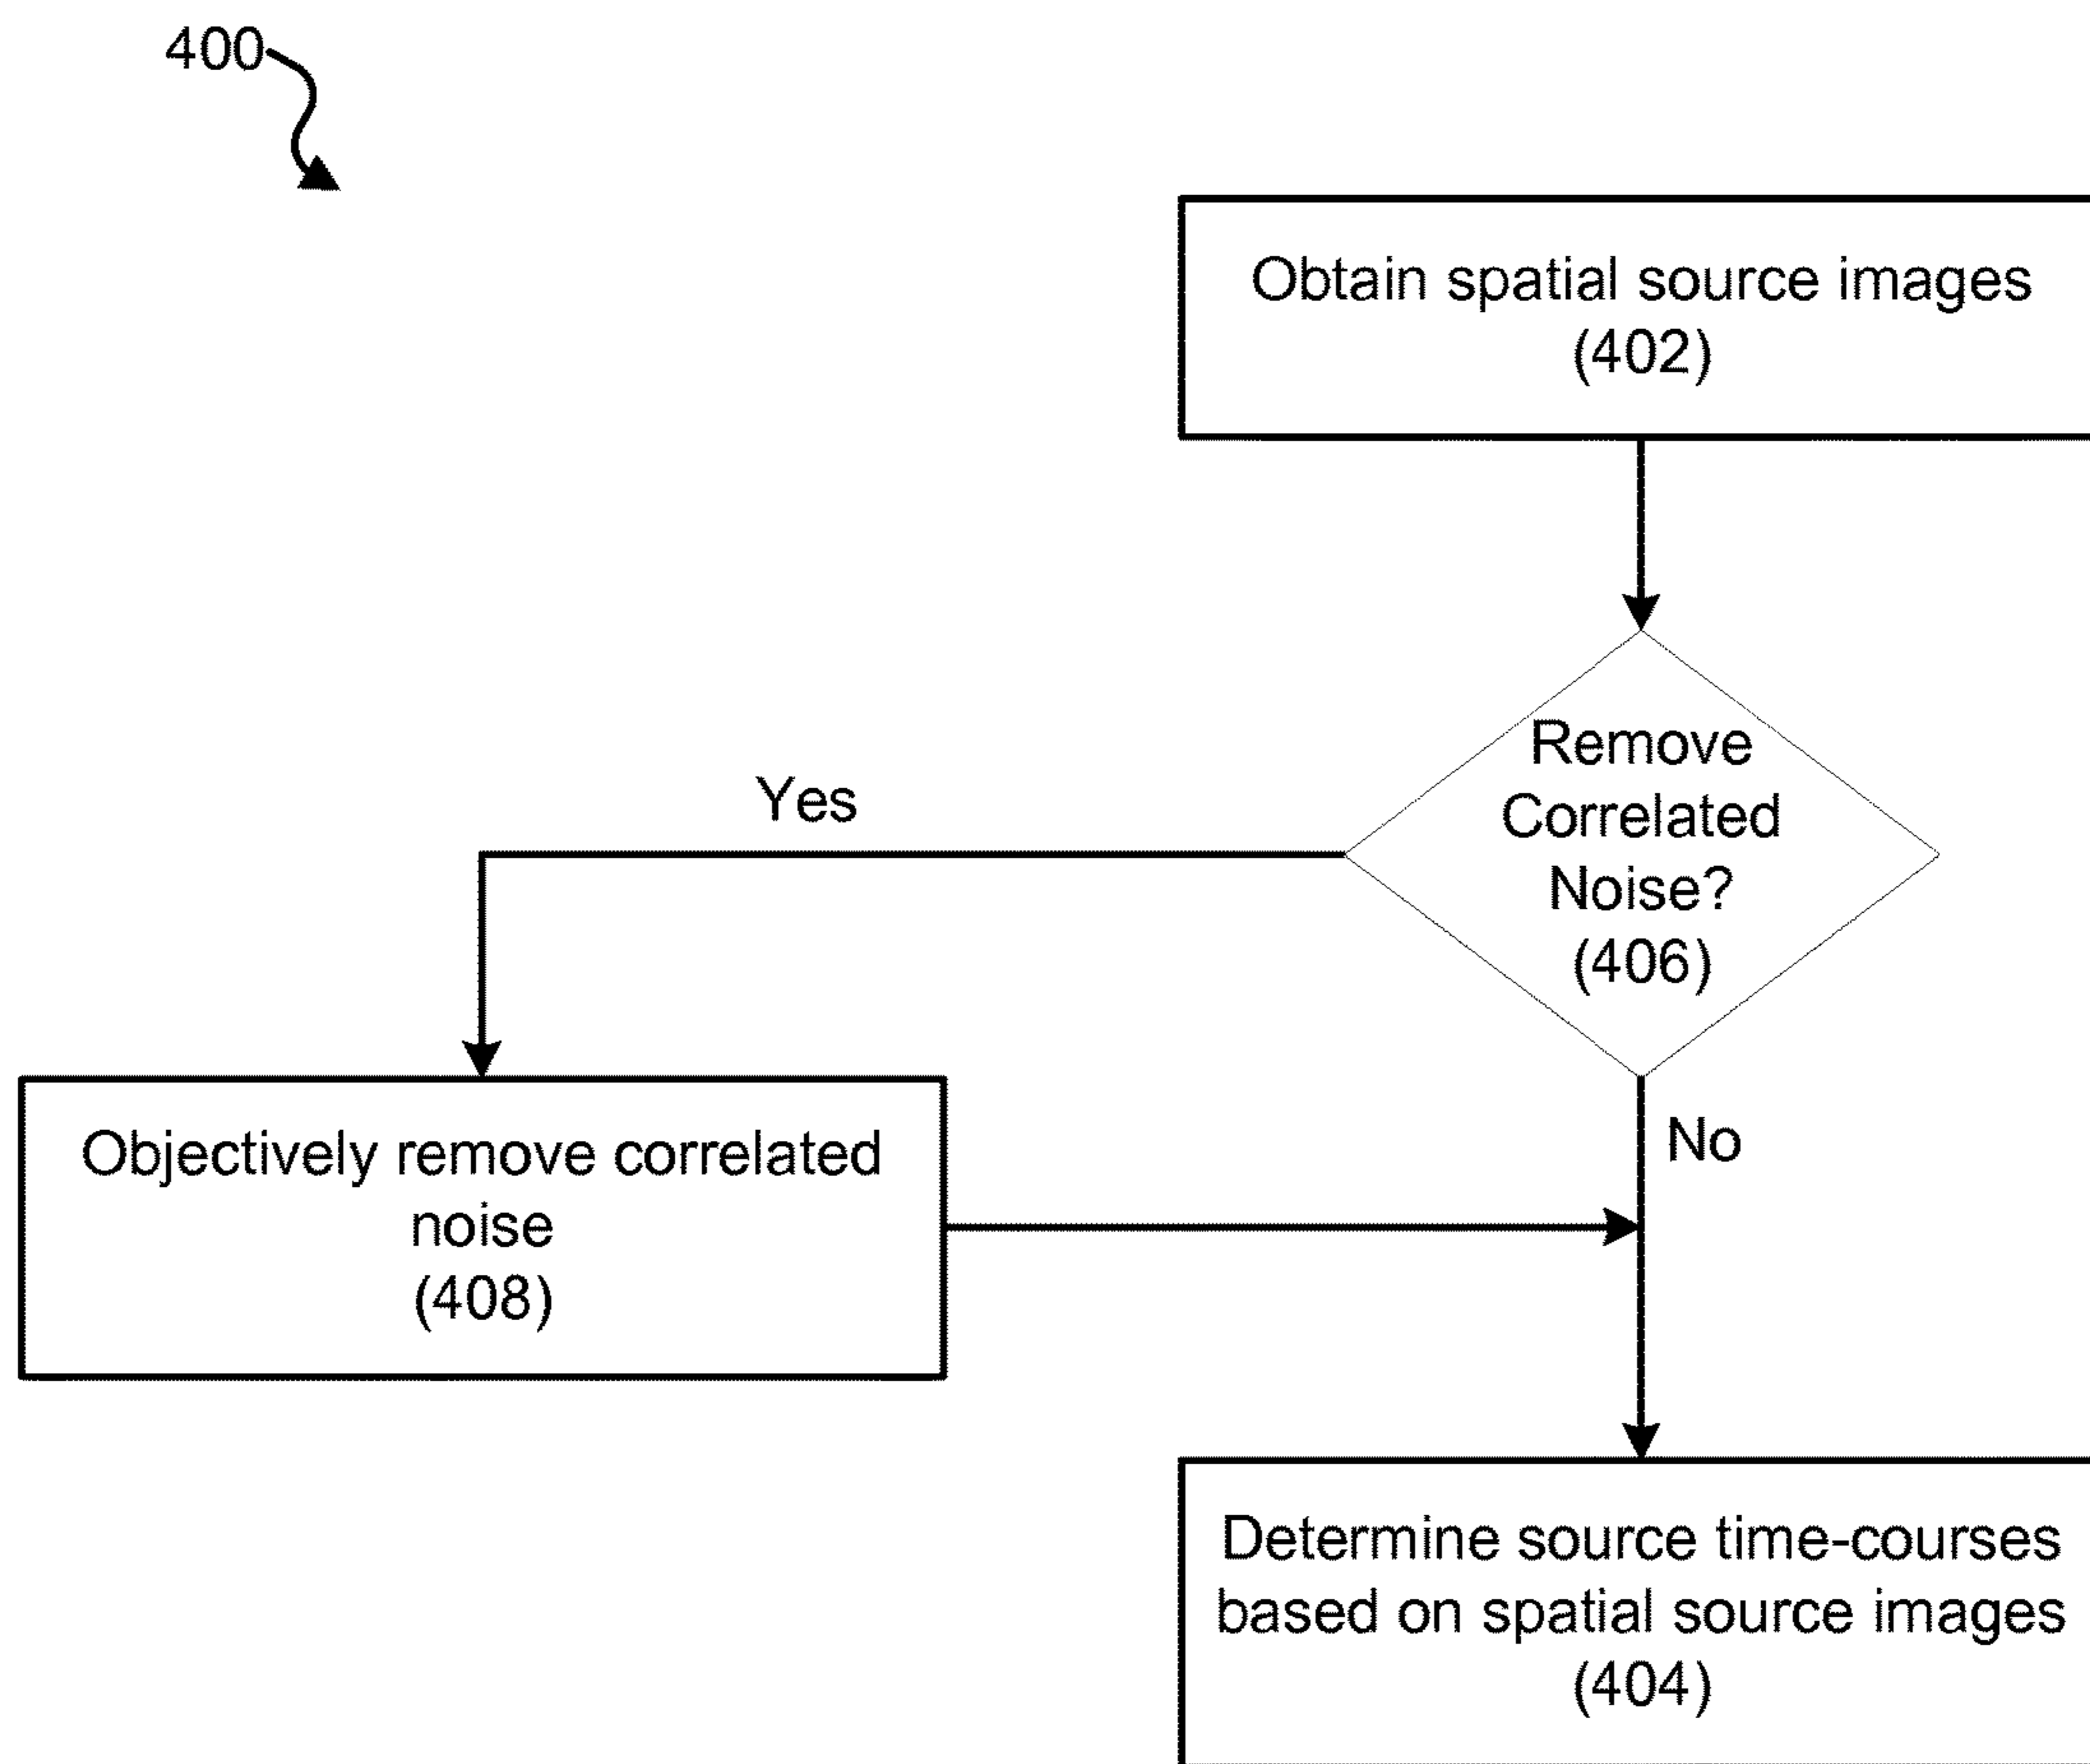 400
Obtain spatial source images
(402)
Remove
Correlated
Noise?
(406)
Yes
No
Objectively remove correlated
noise
(408)
Determine source time-courses
based on spatial source images
(404)